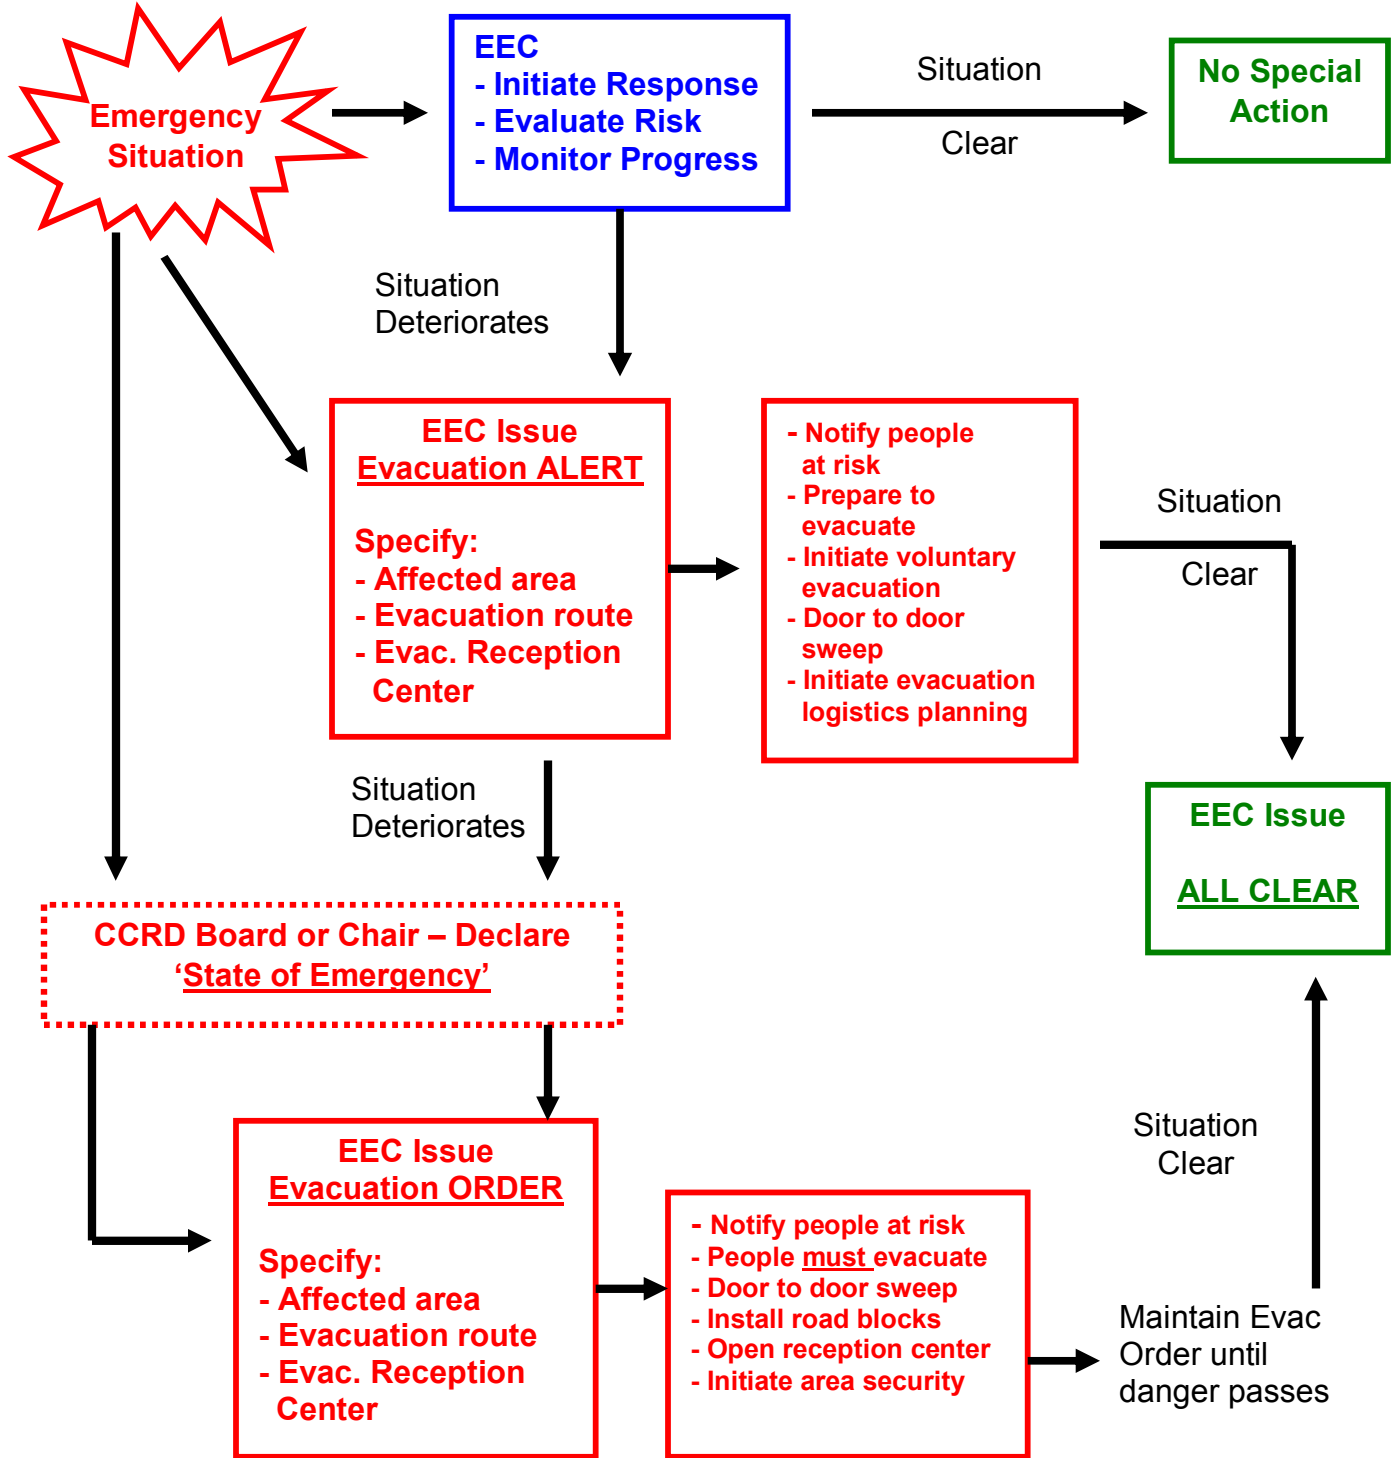 Emergency
Situation
EEC
- Initiate Response
- Evaluate Risk
- Monitor Progress
Situation
Clear
No Special
Action
Situation
Deteriorates
EEC Issue
Evacuation ALERT
Specify:
- Affected area
- Evacuation route
- Evac. Reception
Center
- Notify people
at risk
- Prepare to
evacuate
- Initiate voluntary
evacuation
- Door to door
sweep
- Initiate evacuation
logistics planning
Situation
Clear
Situation
Deteriorates
EEC Issue
ALL CLEAR
CCRD Board or Chair – Declare
‘State of Emergency’
EEC Issue
Evacuation ORDER
Specify:
- Affected area
- Evacuation route
- Evac. Reception
Center
- Notify people at risk
- People must evacuate
- Door to door sweep
- Install road blocks
- Open reception center
- Initiate area security
Situation
Clear
Maintain Evac
Order until
danger passes